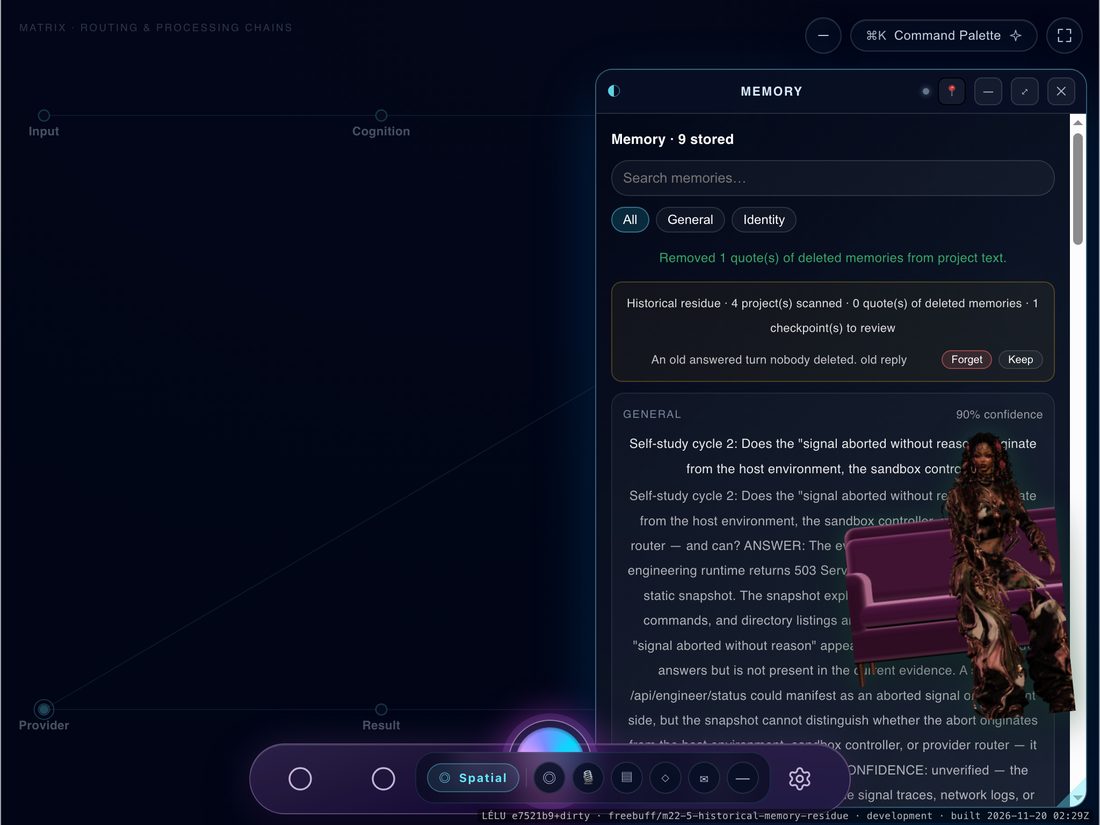 MATRIX · ROUTING & PROCESSING CHAINS
⌘K Command Palette
Input
Cognition
Provider
Result
MEMORY
Memory · 9 stored
Search memories…
All General Identity
Removed 1 quote(s) of deleted memories from project text.
Historical residue · 4 project(s) scanned · 0 quote(s) of deleted memories · 1
checkpoint(s) to review
An old answered turn nobody deleted. old reply Forget Keep
GENERAL 90% confidence
Self-study cycle 2: Does the "signal aborted without
from the host environment, the sandbox
Self-study cycle 2: Does the "signal aborted without
from the host environment, the sandbox controller
router — and can? ANSWER: The
engineering runtime returns 503
static snapshot. The snapshot
commands, and directory listings
"signal aborted without reason"
answers but is not present in the current evidence. A
/api/engineer/status could manifest as an aborted signal
side, but the snapshot cannot distinguish whether the abort originates
from the host environment, sandbox controller, or provider router — it
unverified — the
signal traces, network logs, or
Spatial
LÉLU e7521b9+dirty · freebuff/m22-5-historical-memory-residue · development · built 2026-11-20 02:29Z